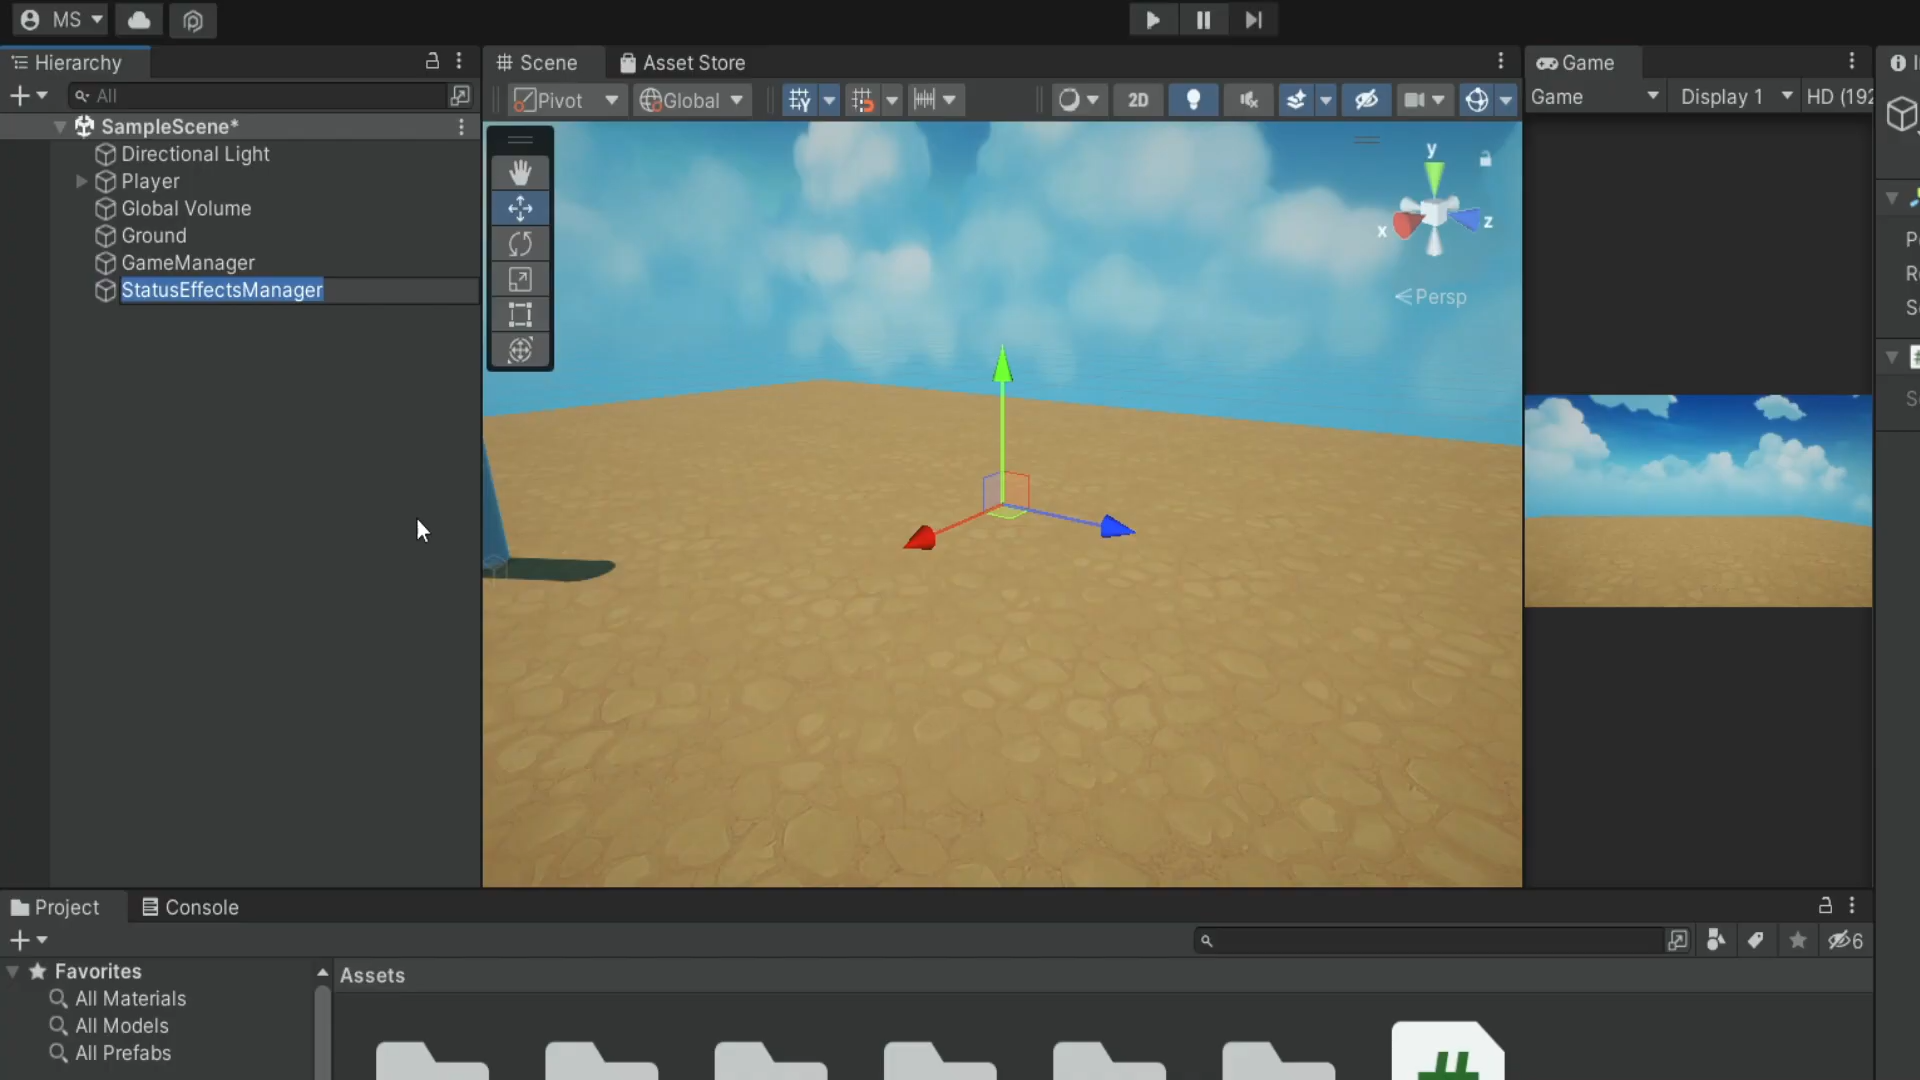 MS
Hierarchy
All
SampleScene*
Directional Light
Player
Global Volume
Ground
GameManager
StatusEffectsManager
Scene
Asset Store
Pivot
Global
2D
y
x
z
Persp
Game
Game
Display 1
HD (192
Project
Console
6
Favorites
All Materials
All Models
All Prefabs
Assets